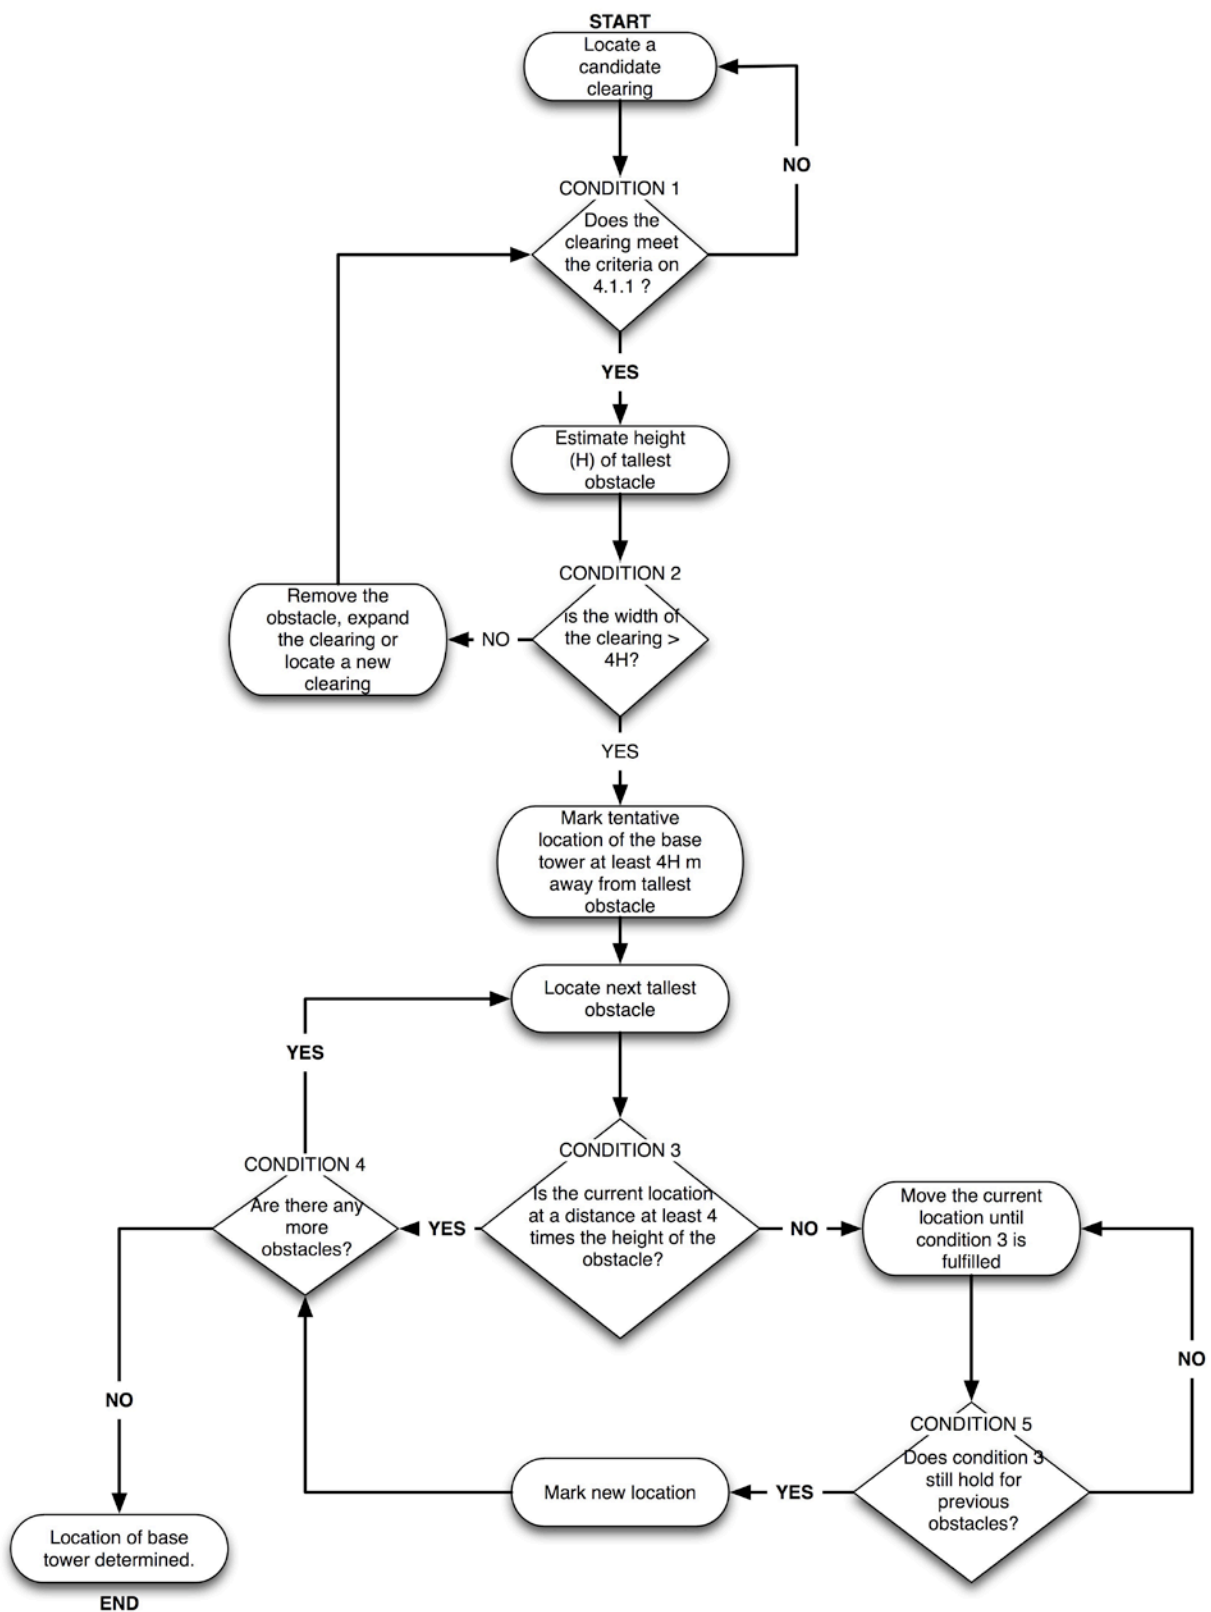 START
Locate a
candidate
clearing
NO
CONDITION 1
Does the
clearing meet
the criteria on
4.1.1 ?
YES
Estimate height
(H) of tallest
obstacle
CONDITION 2
is the width of
the clearing >
4H?
NO
Remove the
obstacle, expand
the clearing or
locate a new
clearing
YES
Mark tentative
location of the base
tower at least 4H m
away from tallest
obstacle
Locate next tallest
obstacle
YES
CONDITION 3
Is the current location
at a distance at least 4
times the height of the
obstacle?
YES
CONDITION 4
Are there any
more
obstacles?
NO
Move the current
location until
condition 3 is
fulfilled
NO
CONDITION 5
Does condition 3
still hold for
previous
obstacles?
YES
Mark new location
NO
Location of base
tower determined.
END